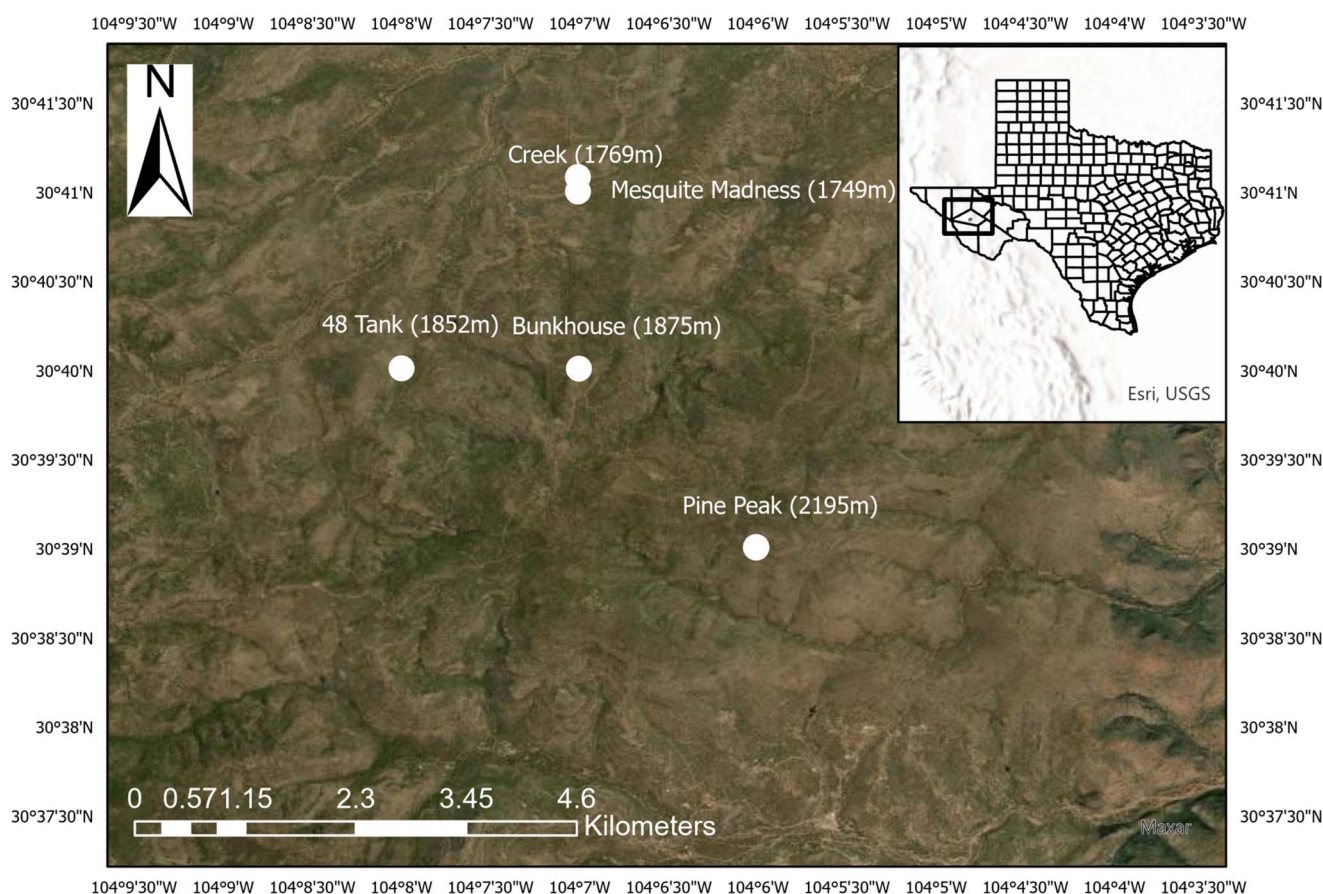 104°9'30"W 104°9'W 104°8'30"W 104°8'W 104°7'30"W 104°7'W 104°6'30"W 104°6'W 104°5'30"W 104°5'W 104°4'30"W 104°4'W 104°3'30"W
N
30°41'30"N 30°41'30"N
Creek (1769m)
30°41'N Mesquite Madness (1749m) 30°41'N
30°40'30"N 30°40'30"N
48 Tank (1852m) Bunkhouse (1875m)
30°40'N 30°40'N
Esri, USGS
30°39'30"N 30°39'30"N
Pine Peak (2195m)
30°39'N 30°39'N
30°38'30"N 30°38'30"N
30°38'N 30°38'N
0 0.571.15 2.3 3.45 4.6
Kilometers
30°37'30"N 30°37'30"N
Maxar
104°9'30"W 104°9'W 104°8'30"W 104°8'W 104°7'30"W 104°7'W 104°6'30"W 104°6'W 104°5'30"W 104°5'W 104°4'30"W 104°4'W 104°3'30"W